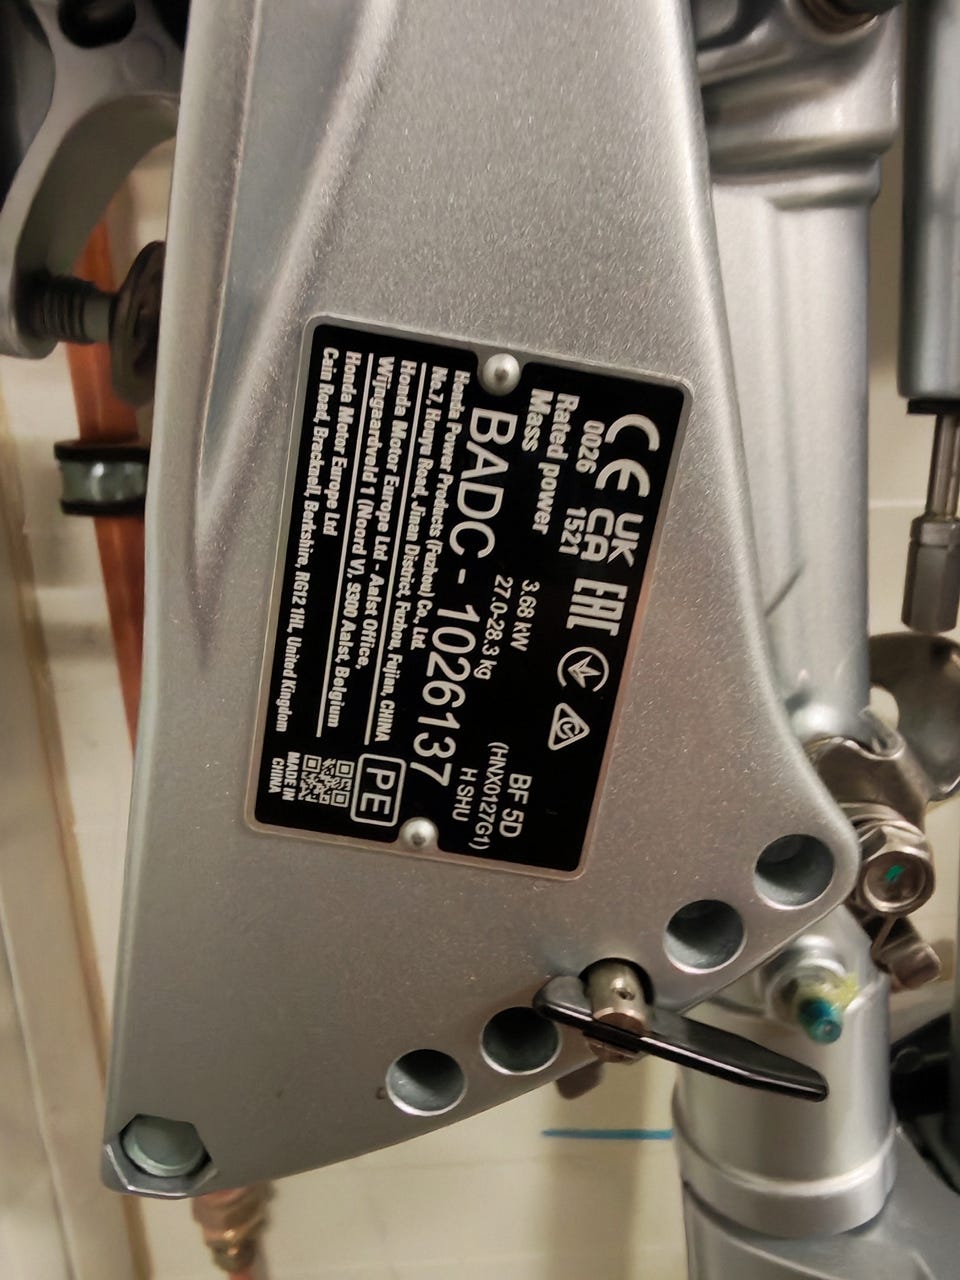 CE UK CA EAC
0026 1521
Rated power 3.68 kW BF 5D
Mass 27.0-28.3 kg (HNX0127G1)
H SHU
BADC - 1026137
Honda Power Products (Fuzhou) Co., Ltd.
No.7, Houyu Road, Jinan District, Fuzhou, Fujian, CHINA
Honda Motor Europe Ltd - Aalst Office,
Wijngaardveld 1 (Noord V), 9300 Aalst, Belgium
Honda Motor Europe Ltd
Cain Road, Bracknell, Berkshire, RG12 1HL, United Kingdom
PE
MADE IN
CHINA